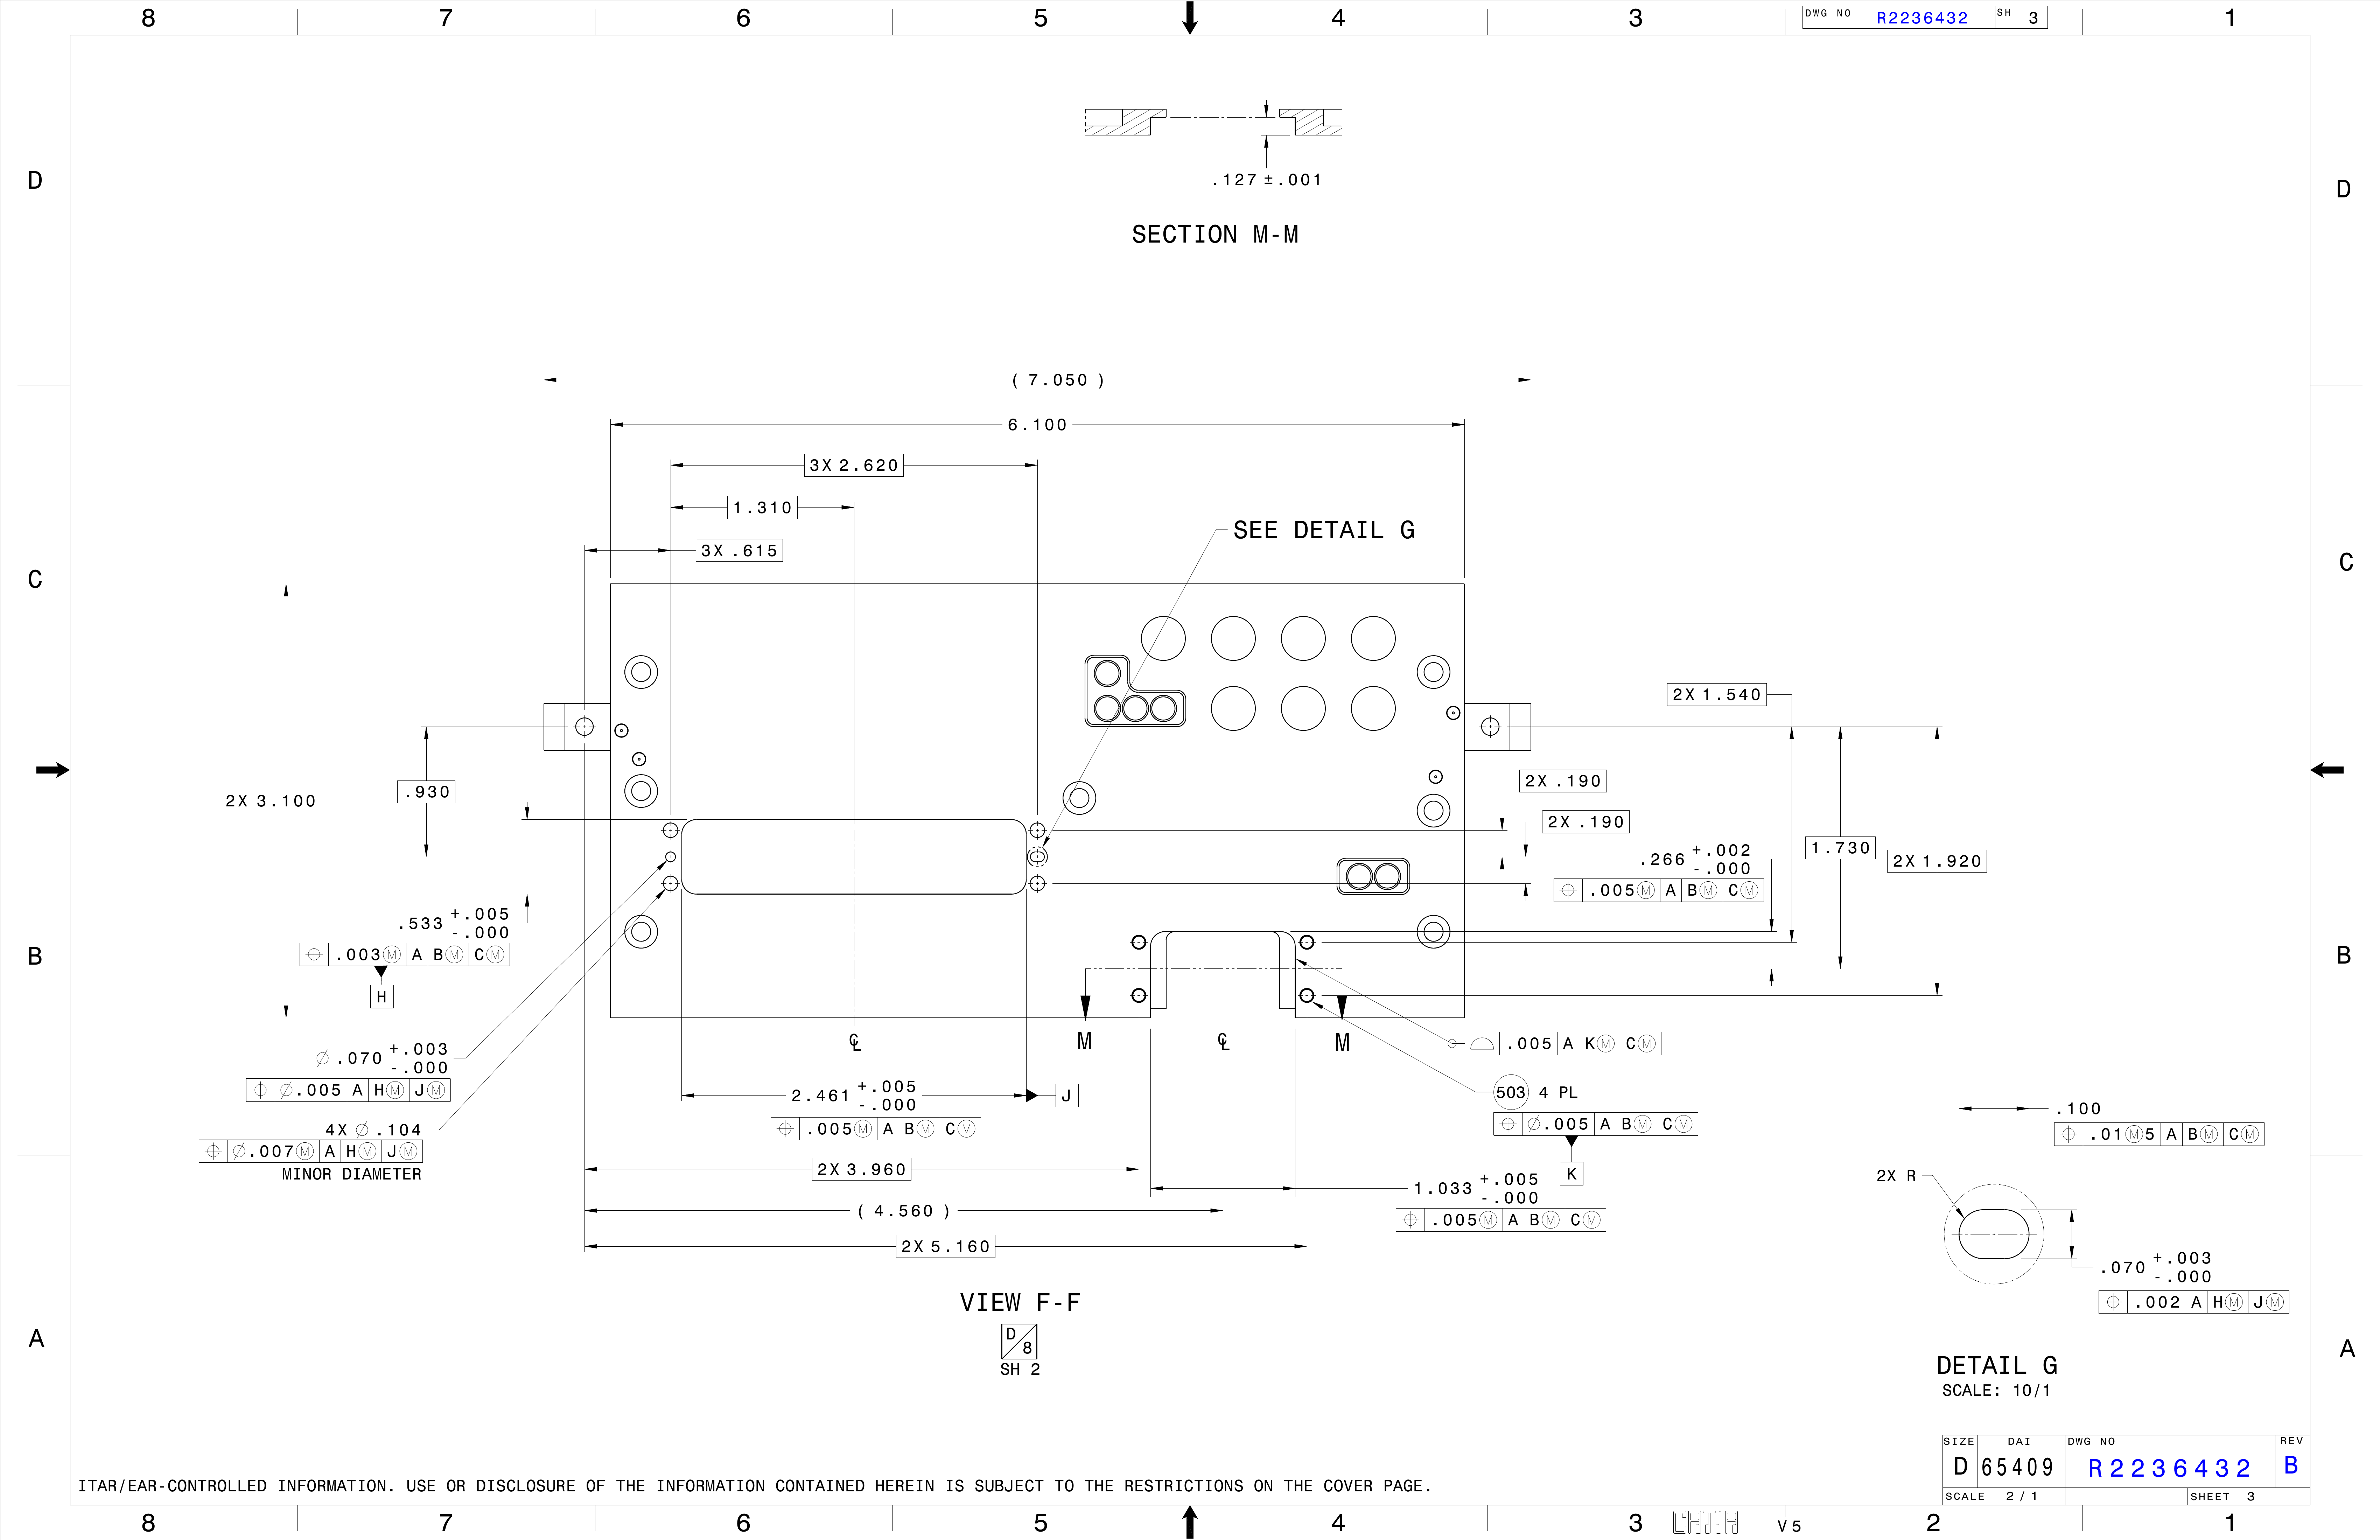 8 7 6 5 4 3 1
DWG NO R2236432 SH 3
D D
.127 ±.001
SECTION M-M
( 7.050 )
6.100
3X 2.620
1.310
SEE DETAIL G
3X .615
C C
2X 1.540
2X .190
.930
2X 3.100
2X .190
1.730
.266 +.002 -.000
2X 1.920
⌖ .005Ⓜ A BⓂ CⓂ
.533 +.005 -.000
⌖ .003Ⓜ A BⓂ CⓂ
B B
H
M ℄ M ℄
⌓ .005 A KⓂ CⓂ
∅ .070 +.003 -.000
⌖ ∅.005 A HⓂ JⓂ
2.461 +.005 -.000 J
⌖ .005Ⓜ A BⓂ CⓂ
503 4 PL
⌖ ∅.005 A BⓂ CⓂ
K
.100
⌖ .01Ⓜ5 A BⓂ CⓂ
4X ∅ .104
⌖ ∅.007Ⓜ A HⓂ JⓂ
MINOR DIAMETER
2X 3.960
2X R
1.033 +.005 -.000
⌖ .005Ⓜ A BⓂ CⓂ
( 4.560 )
2X 5.160
.070 +.003 -.000
⌖ .002 A HⓂ JⓂ
VIEW F-F
D/8
SH 2
A A
DETAIL G
SCALE: 10/1
SIZE DAI DWG NO REV
D 65409 R2236432 B
SCALE 2/1 SHEET 3
ITAR/EAR-CONTROLLED INFORMATION. USE OR DISCLOSURE OF THE INFORMATION CONTAINED HEREIN IS SUBJECT TO THE RESTRICTIONS ON THE COVER PAGE.
8 7 6 5 4 3 CATIA V5 2 1